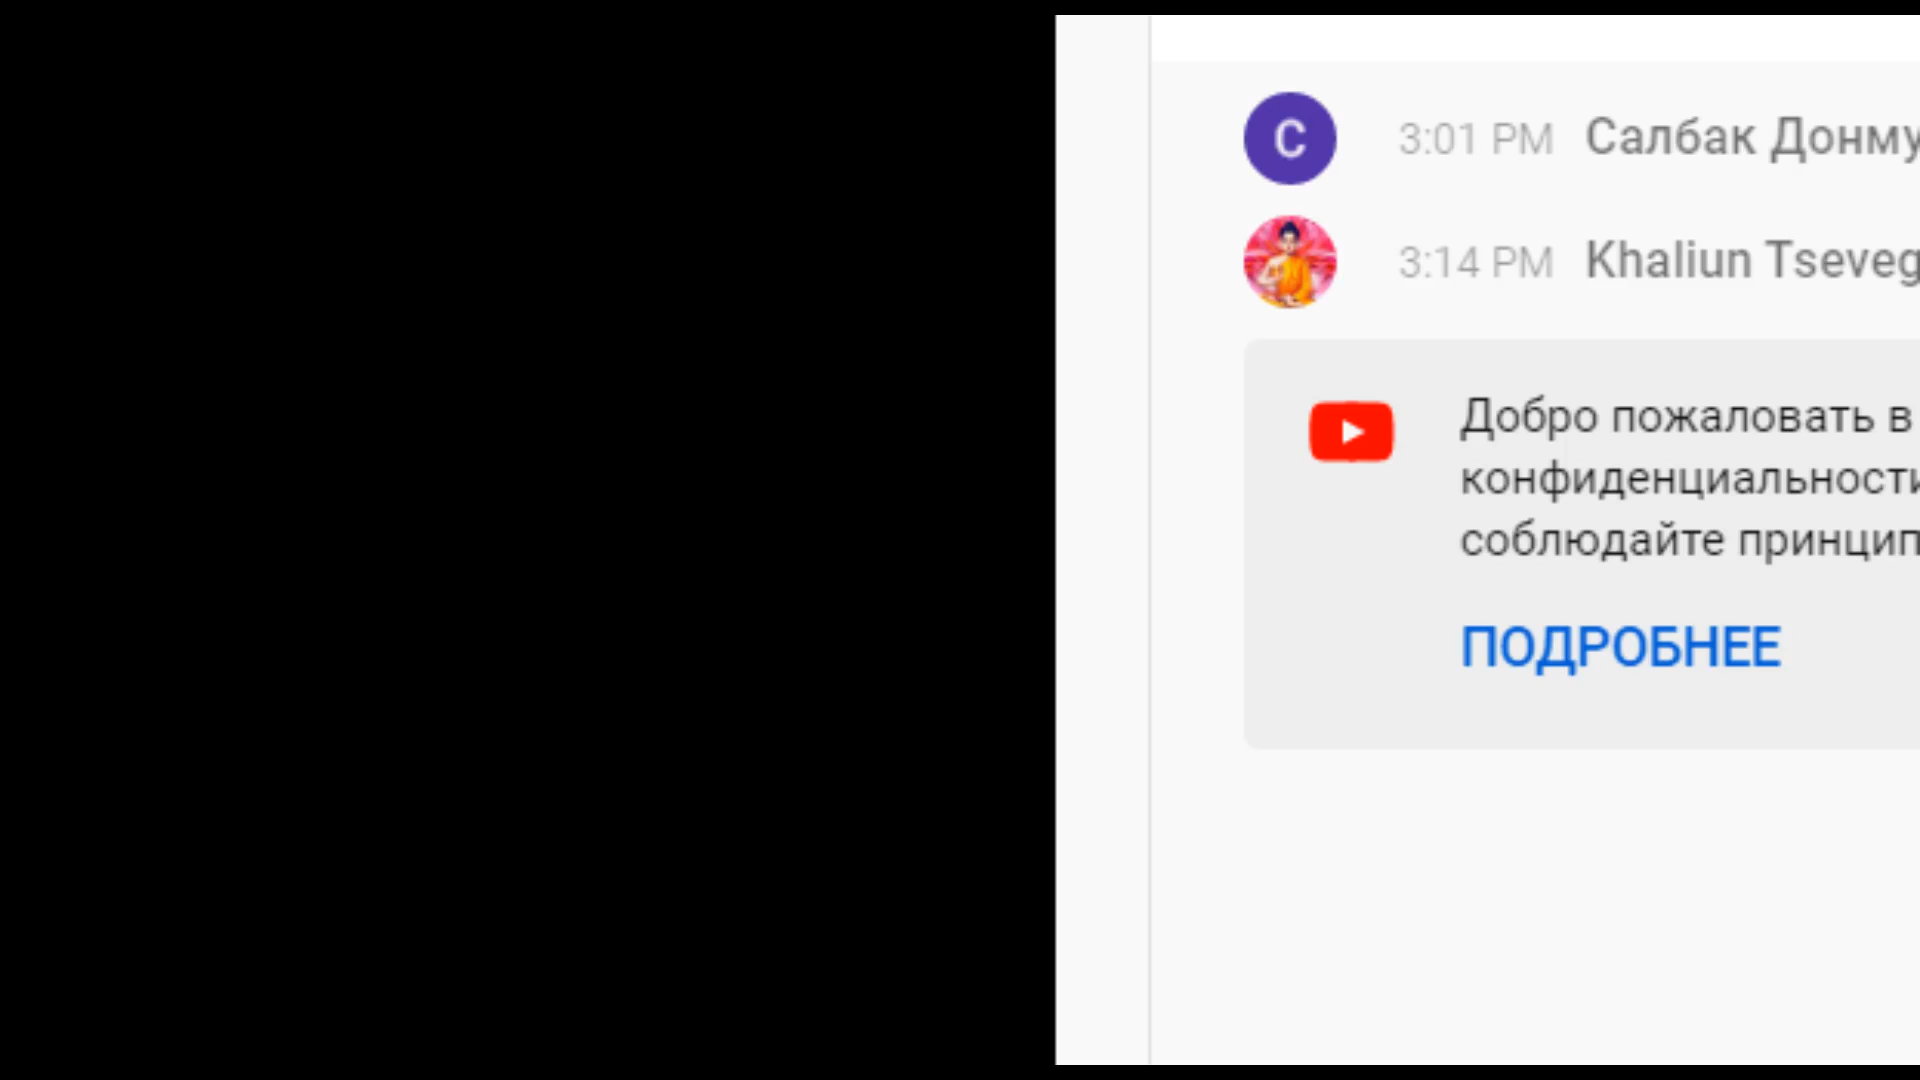 С 3:01 PM Салбак Донму
3:14 PM Khaliun Tseveg
Добро пожаловать в
конфиденциальности
соблюдайте принцип
ПОДРОБНЕЕ